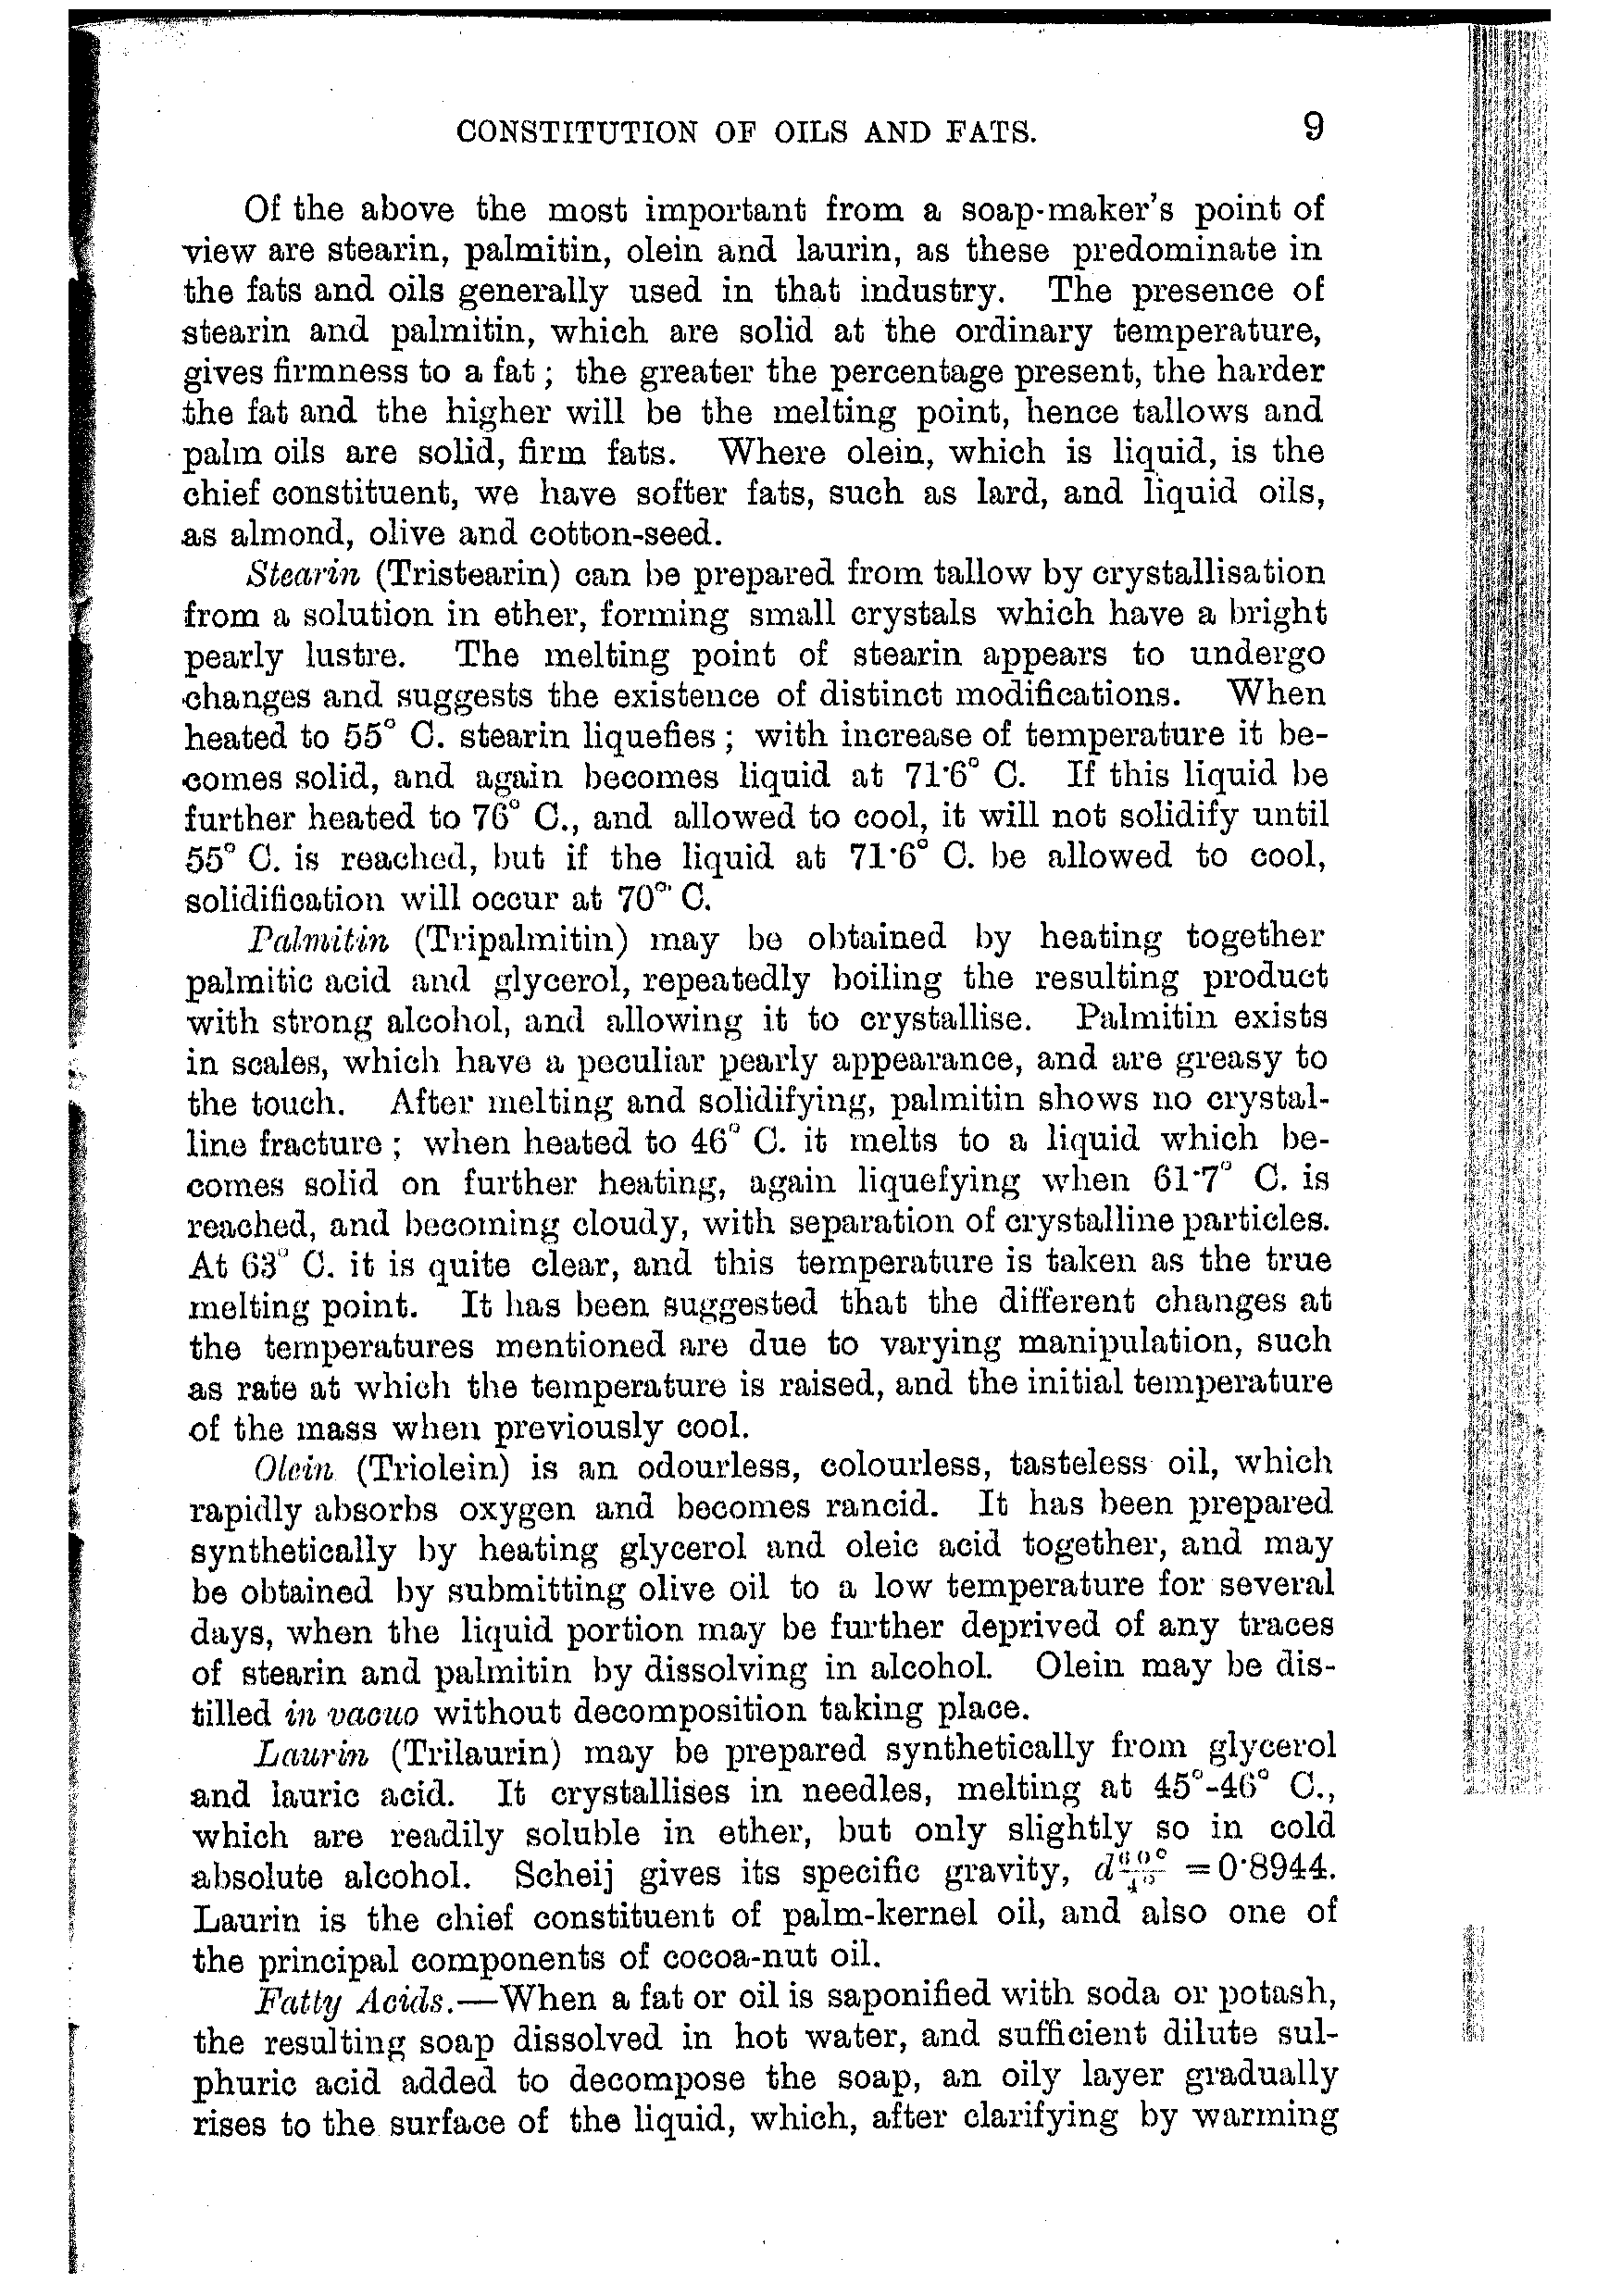 CONSTITUTION OF OILS AND FATS. 9
Of the above the most important from a soap-maker's point of
view are stearin, palmitin, olein and laurin, as these predominate in
the fats and oils generally used in that industry. The presence of
stearin and palmitin, which are solid at the ordinary temperature,
gives firmness to a fat; the greater the percentage present, the harder
the fat and the higher will be the melting point, hence tallows and
palm oils are solid, firm fats. Where olein, which is liquid, is the
chief constituent, we have softer fats, such as lard, and liquid oils,
as almond, olive and cotton-seed.
Stearin (Tristearin) can be prepared from tallow by crystallisation
from a solution in ether, forming small crystals which have a bright
pearly lustre. The melting point of stearin appears to undergo
changes and suggests the existence of distinct modifications. When
heated to 55° C. stearin liquefies; with increase of temperature it be-
comes solid, and again becomes liquid at 71·6° C. If this liquid be
further heated to 76° C., and allowed to cool, it will not solidify until
55° C. is reached, but if the liquid at 71·6° C. be allowed to cool,
solidification will occur at 70° C.
Palmitin (Tripalmitin) may be obtained by heating together
palmitic acid and glycerol, repeatedly boiling the resulting product
with strong alcohol, and allowing it to crystallise. Palmitin exists
in scales, which have a peculiar pearly appearance, and are greasy to
the touch. After melting and solidifying, palmitin shows no crystal-
line fracture; when heated to 46° C. it melts to a liquid which be-
comes solid on further heating, again liquefying when 61·7° C. is
reached, and becoming cloudy, with separation of crystalline particles.
At 63° C. it is quite clear, and this temperature is taken as the true
melting point. It has been suggested that the different changes at
the temperatures mentioned are due to varying manipulation, such
as rate at which the temperature is raised, and the initial temperature
of the mass when previously cool.
Olein (Triolein) is an odourless, colourless, tasteless oil, which
rapidly absorbs oxygen and becomes rancid. It has been prepared
synthetically by heating glycerol and oleic acid together, and may
be obtained by submitting olive oil to a low temperature for several
days, when the liquid portion may be further deprived of any traces
of stearin and palmitin by dissolving in alcohol. Olein may be dis-
tilled in vacuo without decomposition taking place.
Laurin (Trilaurin) may be prepared synthetically from glycerol
and lauric acid. It crystallises in needles, melting at 45°-46° C.,
which are readily soluble in ether, but only slightly so in cold
absolute alcohol. Scheij gives its specific gravity, d60°/4° = 0·8944.
Laurin is the chief constituent of palm-kernel oil, and also one of
the principal components of cocoa-nut oil.
Fatty Acids.—When a fat or oil is saponified with soda or potash,
the resulting soap dissolved in hot water, and sufficient dilute sul-
phuric acid added to decompose the soap, an oily layer gradually
rises to the surface of the liquid, which, after clarifying by warming